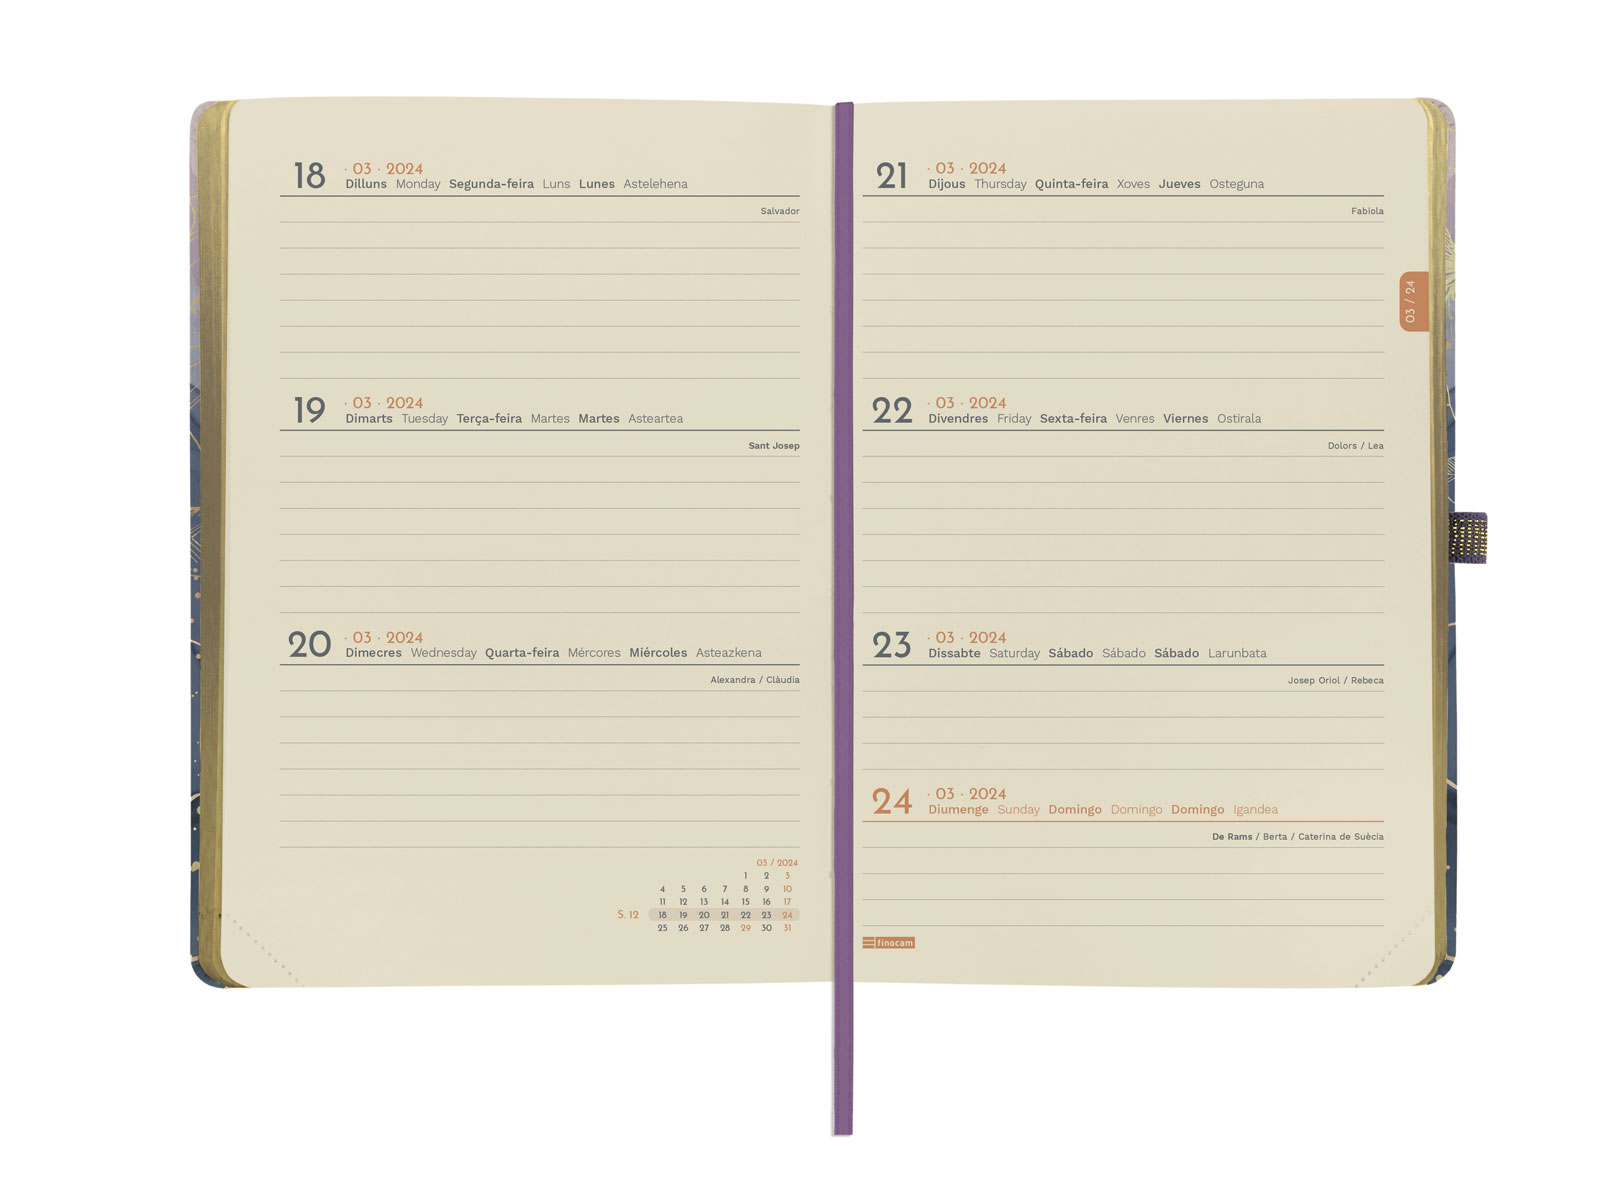 18 · 03 · 2024
Dilluns Monday Segunda-feira Luns Lunes Astelehena
Salvador
19 · 03 · 2024
Dimarts Tuesday Terça-feira Martes Martes Asteartea
Sant Josep
20 · 03 · 2024
Dimecres Wednesday Quarta-feira Mércores Miércoles Asteazkena
Alexandra / Clàudia
03 / 2024
1 2 3
4 5 6 7 8 9 10
11 12 13 14 15 16 17
S. 12 18 19 20 21 22 23 24
25 26 27 28 29 30 31
21 · 03 · 2024
Dijous Thursday Quinta-feira Xoves Jueves Osteguna
Fabiola
03 / 24
22 · 03 · 2024
Divendres Friday Sexta-feira Venres Viernes Ostirala
Dolors / Lea
23 · 03 · 2024
Dissabte Saturday Sábado Sábado Sábado Larunbata
Josep Oriol / Rebeca
24 · 03 · 2024
Diumenge Sunday Domingo Domingo Domingo Igandea
De Rams / Berta / Caterina de Suècia
finocam